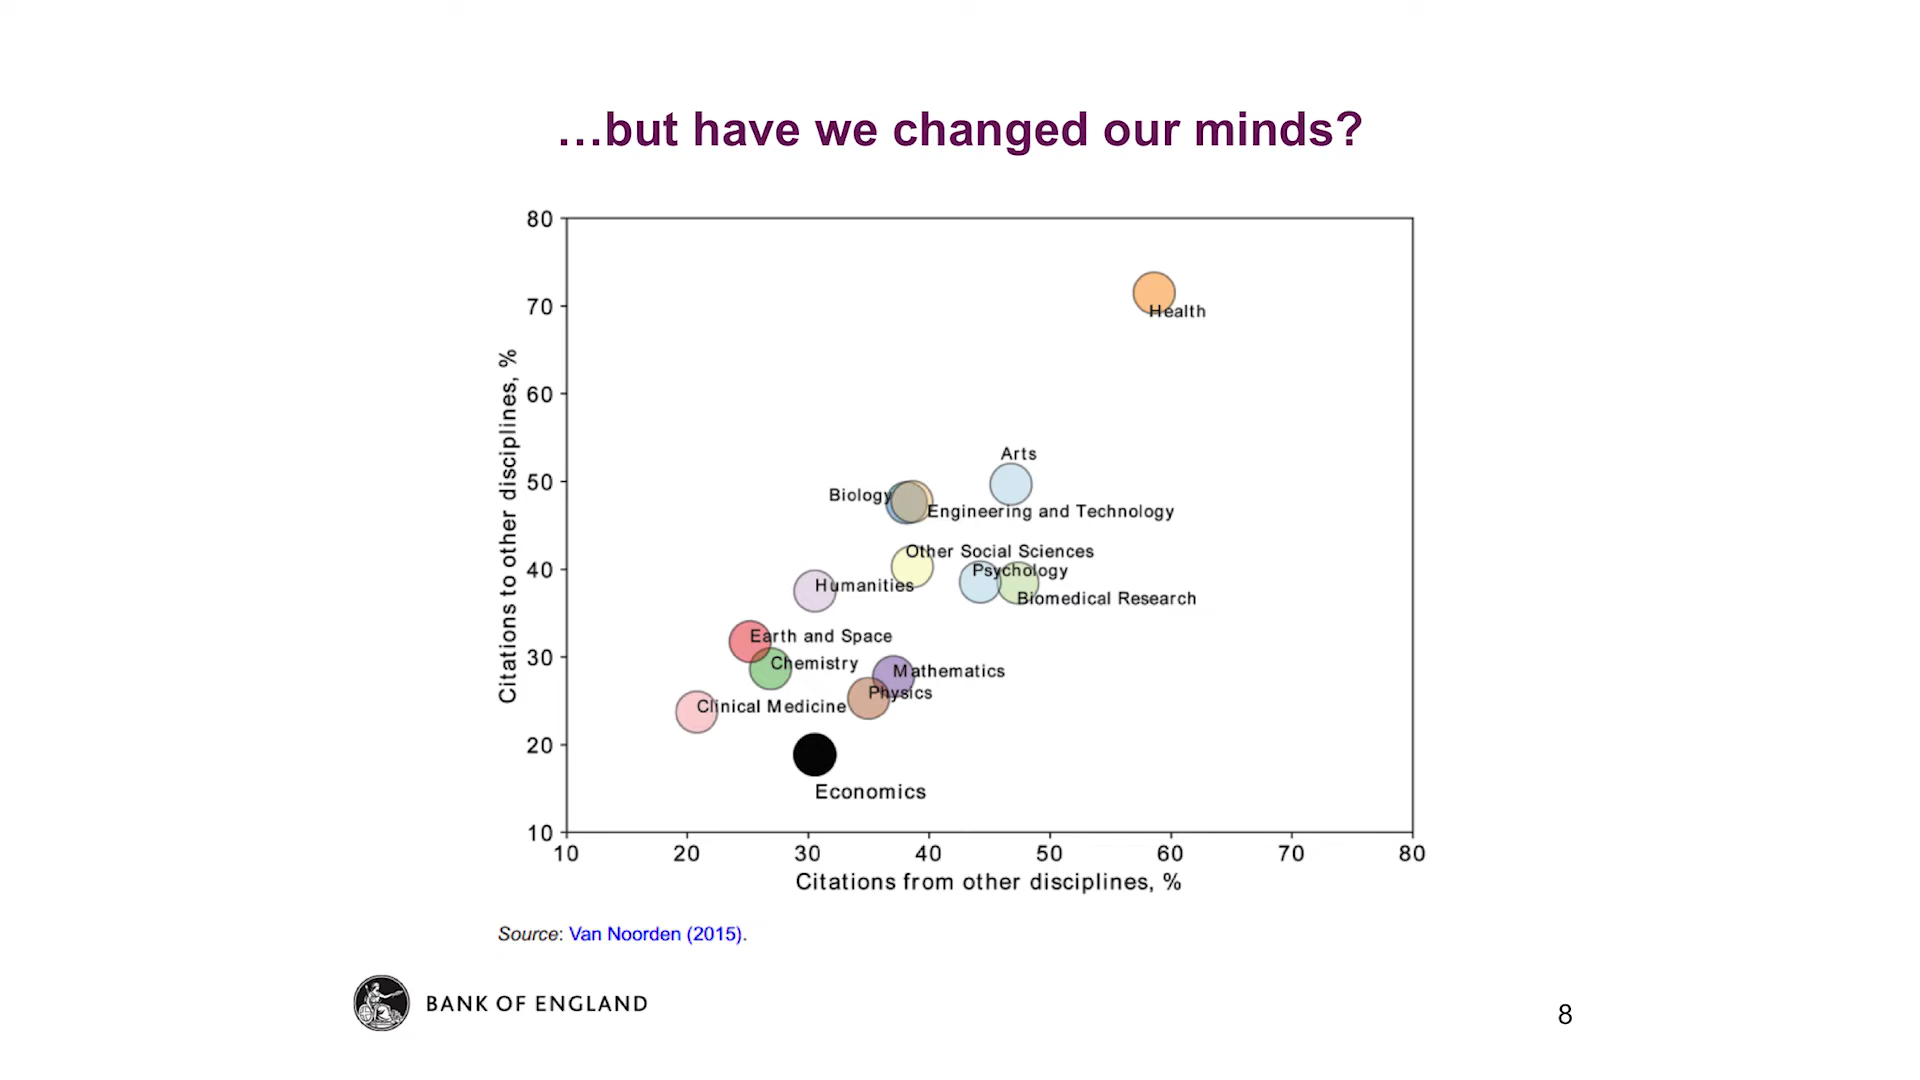 …but have we changed our minds?
80
70
60
50
40
30
20
10
Citations to other disciplines, %
Health
Arts
Biology
Engineering and Technology
Other Social Sciences
Psychology
Humanities
Biomedical Research
Earth and Space
Chemistry
Mathematics
Physics
Clinical Medicine
Economics
10 20 30 40 50 60 70 80
Citations from other disciplines, %
Source: Van Noorden (2015).
BANK OF ENGLAND
8